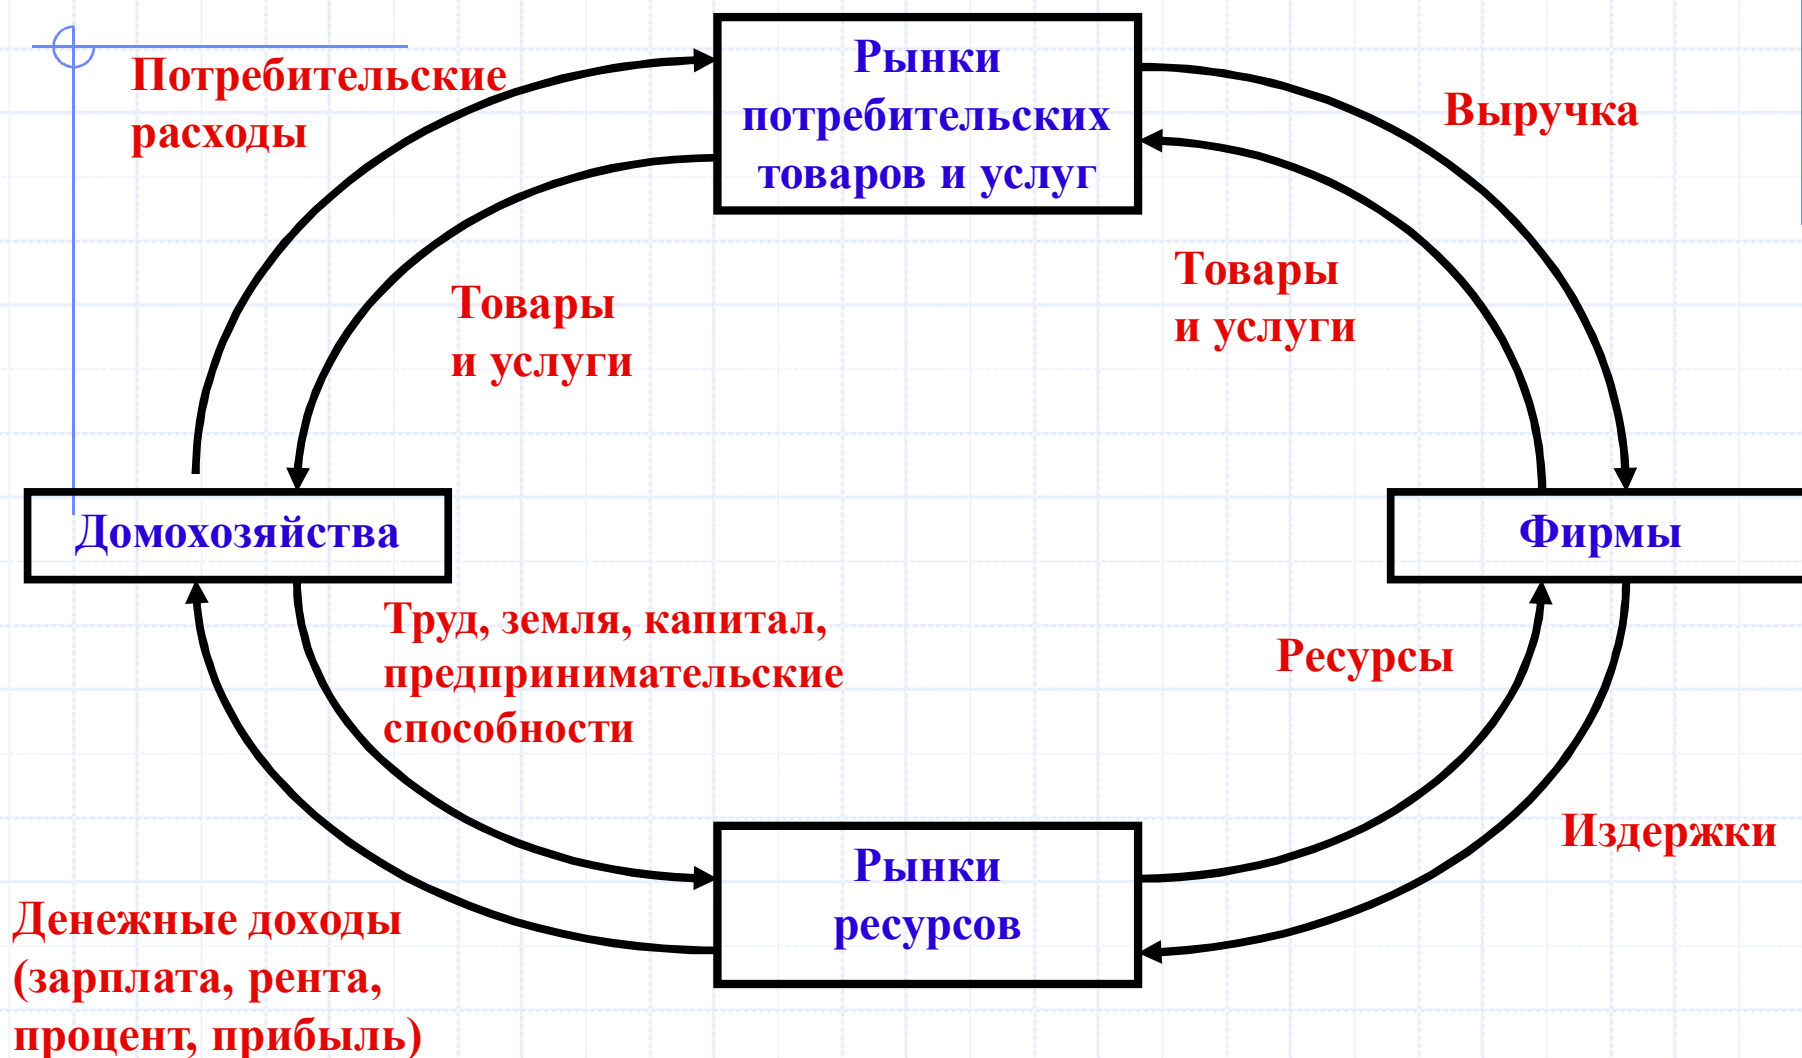 Потребительские
расходы
Рынки
потребительских
товаров и услуг
Выручка
Товары
и услуги
Товары
и услуги
Домохозяйства
Фирмы
Труд, земля, капитал,
предпринимательские
способности
Ресурсы
Издержки
Рынки
ресурсов
Денежные доходы
(зарплата, рента,
процент, прибыль)